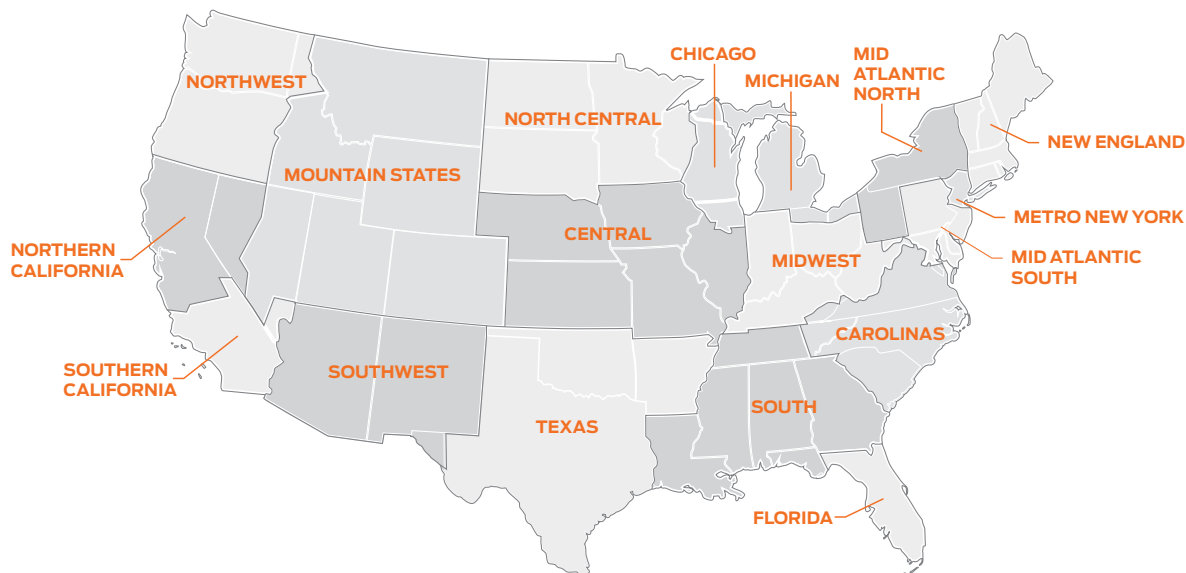 CHICAGO
MID
ATLANTIC
NORTH
MICHIGAN
NORTHWEST
NORTH CENTRAL
NEW ENGLAND
MOUNTAIN STATES
METRO NEW YORK
CENTRAL
NORTHERN
CALIFORNIA
MIDWEST
MID ATLANTIC
SOUTH
CAROLINAS
SOUTHERN
CALIFORNIA
SOUTHWEST
SOUTH
TEXAS
FLORIDA